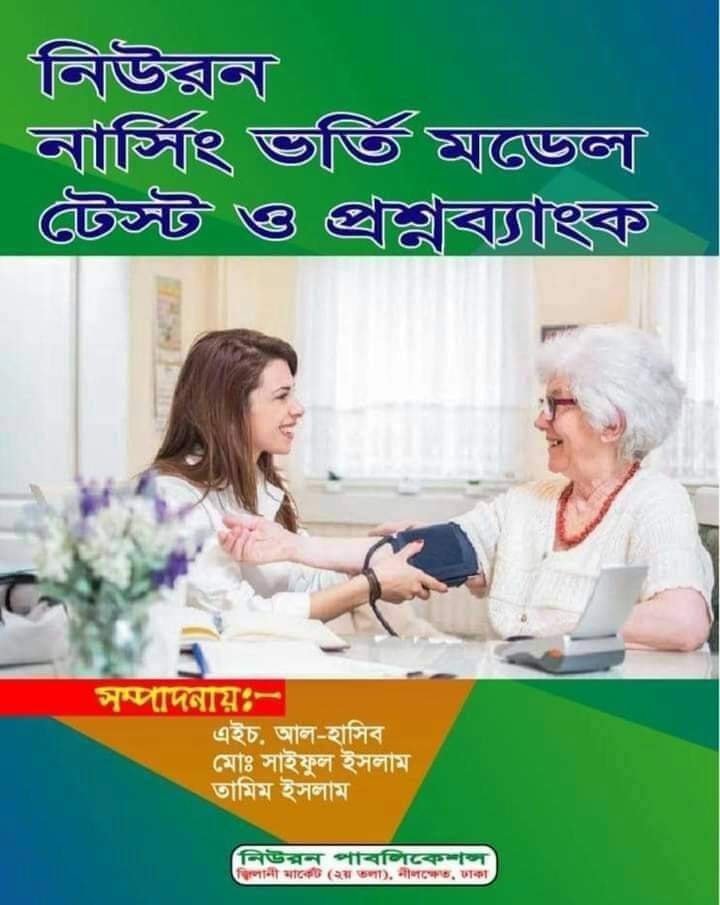 নিউরন
নার্সিং ভর্তি মডেল
টেস্ট ও প্রশ্নব্যাংক
সম্পাদনায়ঃ−
এইচ. আল-হাসিব
মোঃ সাইফুল ইসলাম
তামিম ইসলাম
নিউরন পাবলিকেশন্স
জিলানী মার্কেট (২য় তলা), নীলক্ষেত, ঢাকা